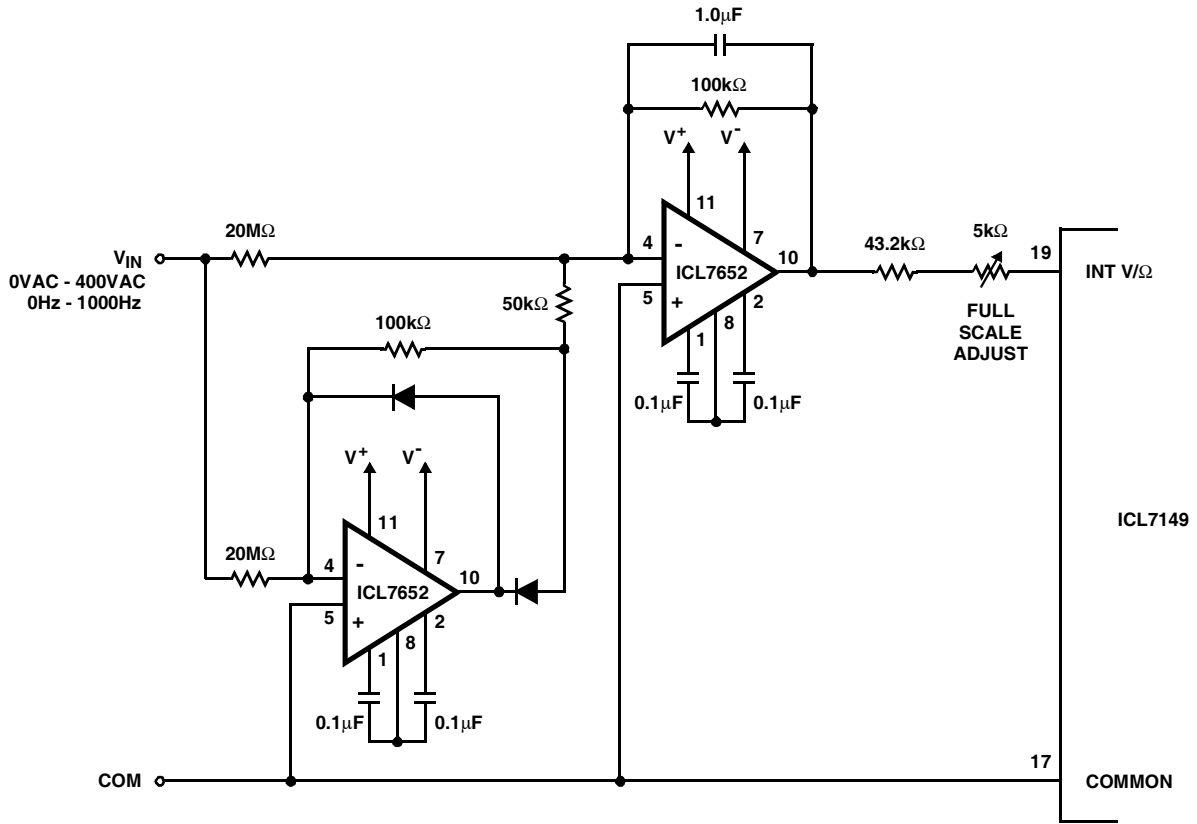 1.0µF
100kΩ
V+
V-
11
7
20MΩ
4
-
10
43.2kΩ
5kΩ
19
VIN
0VAC - 400VAC
0Hz - 1000Hz
ICL7652
INT V/Ω
5
+
2
8
1
50kΩ
FULL
SCALE
ADJUST
100kΩ
0.1µF
0.1µF
V+
V-
11
7
ICL7149
20MΩ
4
-
10
ICL7652
5
+
2
8
1
0.1µF
0.1µF
COM
17
COMMON